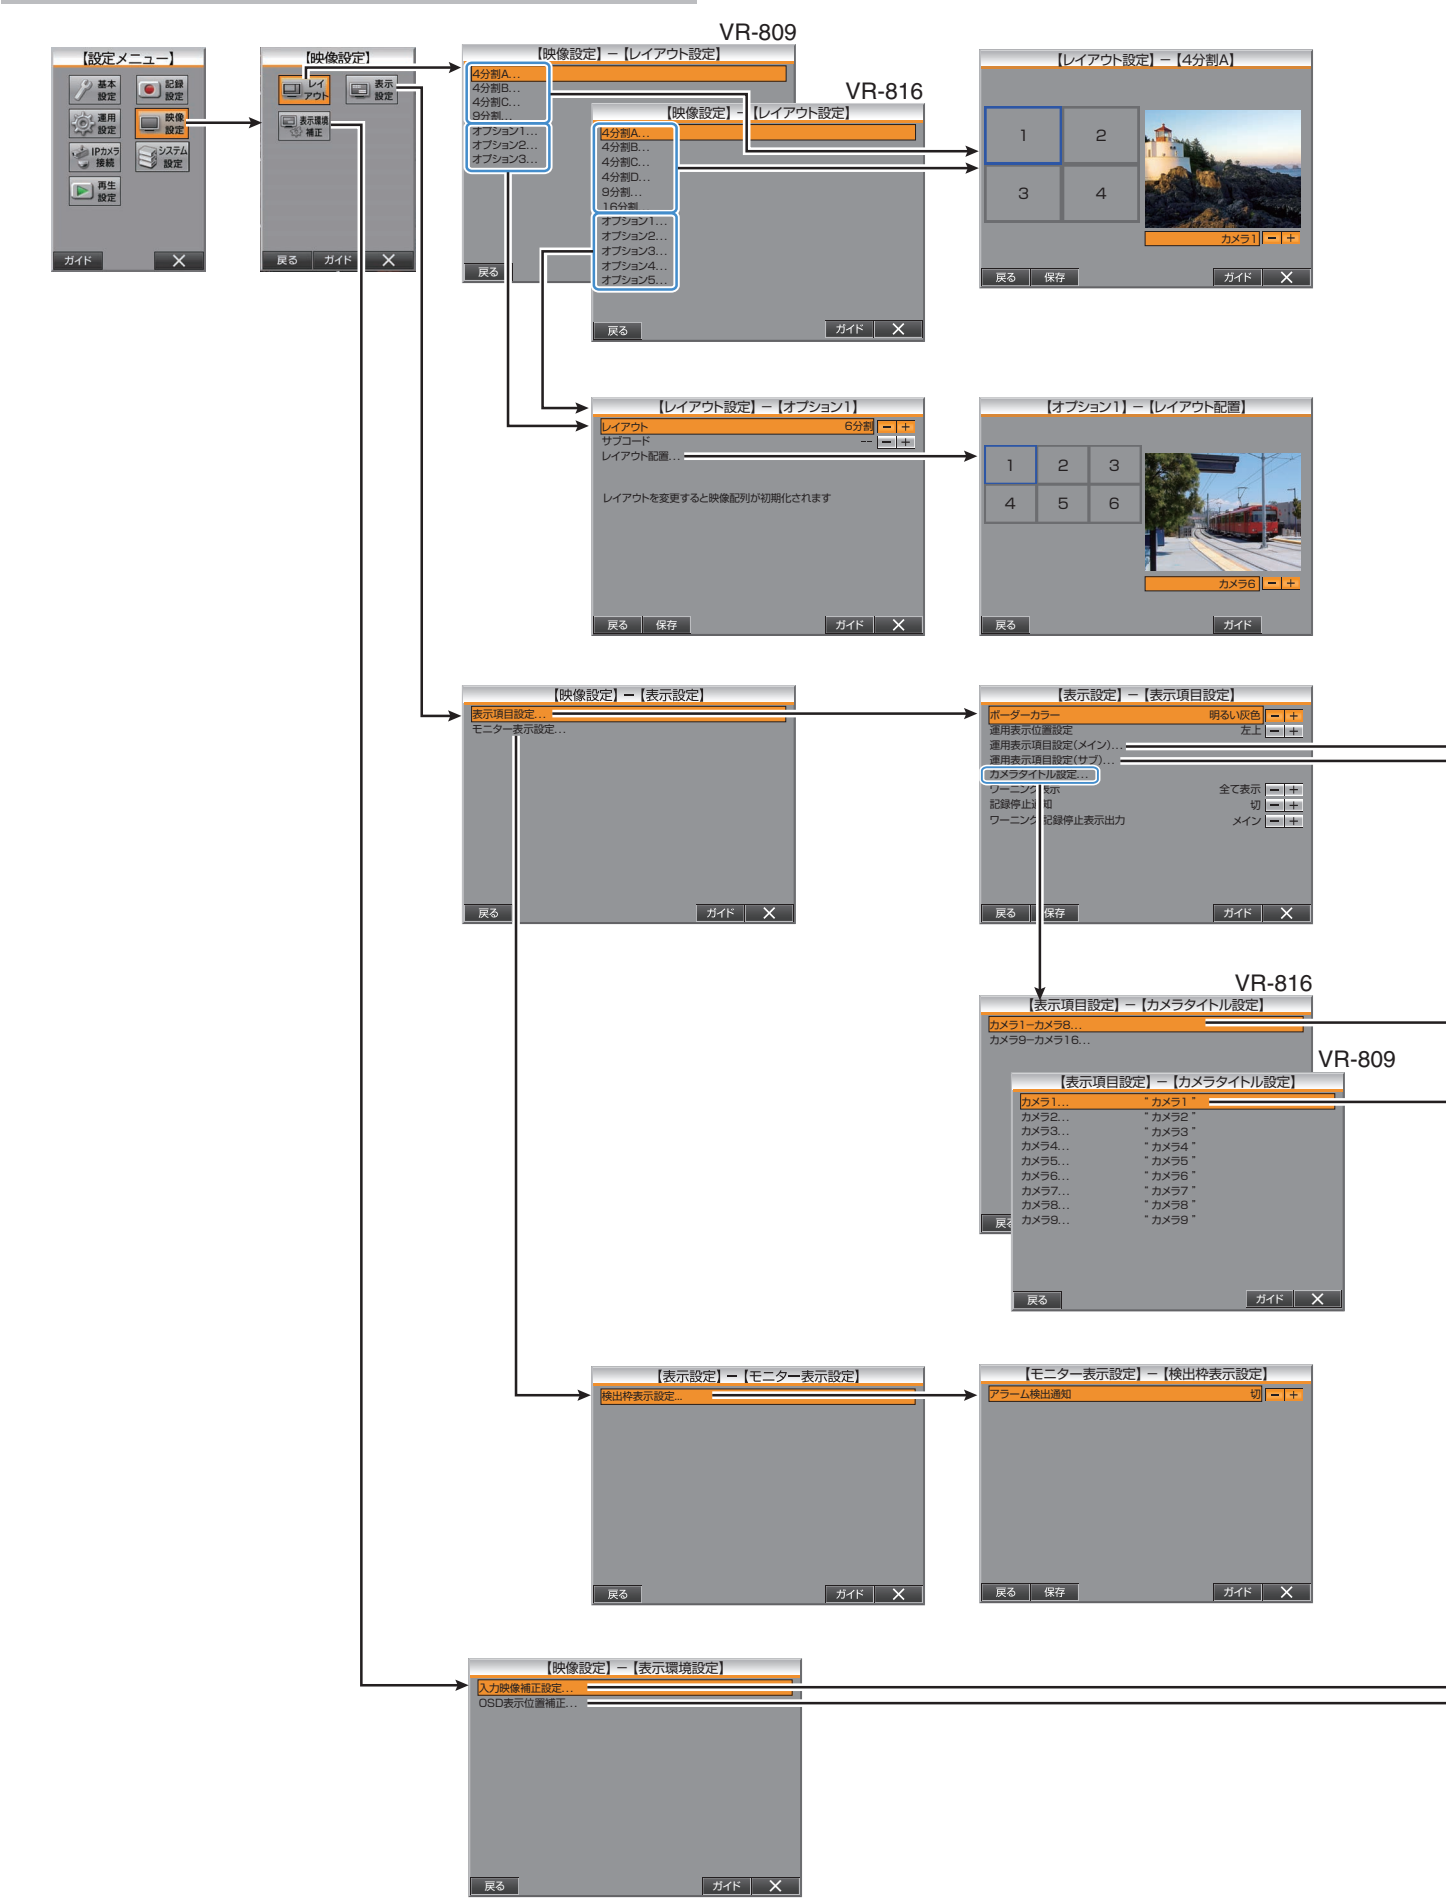 VR-809
【設定メニュー】
基本設定
記録設定
運用設定
映像設定
IPカメラ接続
システム設定
再生設定
ガイド ×
【映像設定】
レイアウト
表示設定
表示環境補正
戻る ガイド ×
【映像設定】－【レイアウト設定】
4分割A...
4分割B...
4分割C...
9分割...
オプション1...
オプション2...
オプション3...
戻る
VR-816
【映像設定】－【レイアウト設定】
4分割A...
4分割B...
4分割C...
4分割D...
9分割...
16分割
オプション1...
オプション2...
オプション3...
オプション4...
オプション5...
戻る ガイド ×
【レイアウト設定】－【4分割A】
1 2
3 4
カメラ1 － ＋
戻る 保存 ガイド ×
【レイアウト設定】－【オプション1】
レイアウト 6分割 － ＋
サブコード -- － ＋
レイアウト配置...
レイアウトを変更すると映像配列が初期化されます
戻る 保存 ガイド ×
【オプション1】－【レイアウト配置】
1 2 3
4 5 6
カメラ6 － ＋
戻る ガイド
【映像設定】－【表示設定】
表示項目設定...
モニター表示設定...
戻る ガイド ×
【表示設定】－【表示項目設定】
ボーダーカラー 明るい灰色 － ＋
運用表示位置設定 左上 － ＋
運用表示項目設定(メイン)...
運用表示項目設定(サブ)...
カメラタイトル設定...
ワーニング表示 全て表示 － ＋
記録停止通知 切 － ＋
ワーニング/記録停止表示出力 メイン － ＋
戻る 保存 ガイド ×
VR-816
【表示項目設定】－【カメラタイトル設定】
カメラ1－カメラ8...
カメラ9－カメラ16...
戻る
VR-809
【表示項目設定】－【カメラタイトル設定】
カメラ1... “ カメラ1 ”
カメラ2... “ カメラ2 ”
カメラ3... “ カメラ3 ”
カメラ4... “ カメラ4 ”
カメラ5... “ カメラ5 ”
カメラ6... “ カメラ6 ”
カメラ7... “ カメラ7 ”
カメラ8... “ カメラ8 ”
カメラ9... “ カメラ9 ”
戻る ガイド ×
【表示設定】－【モニター表示設定】
検出枠表示設定...
戻る ガイド ×
【モニター表示設定】－【検出枠表示設定】
アラーム検出通知 切 － ＋
戻る 保存 ガイド ×
【映像設定】－【表示環境設定】
入力映像補正設定...
OSD表示位置補正...
戻る ガイド ×